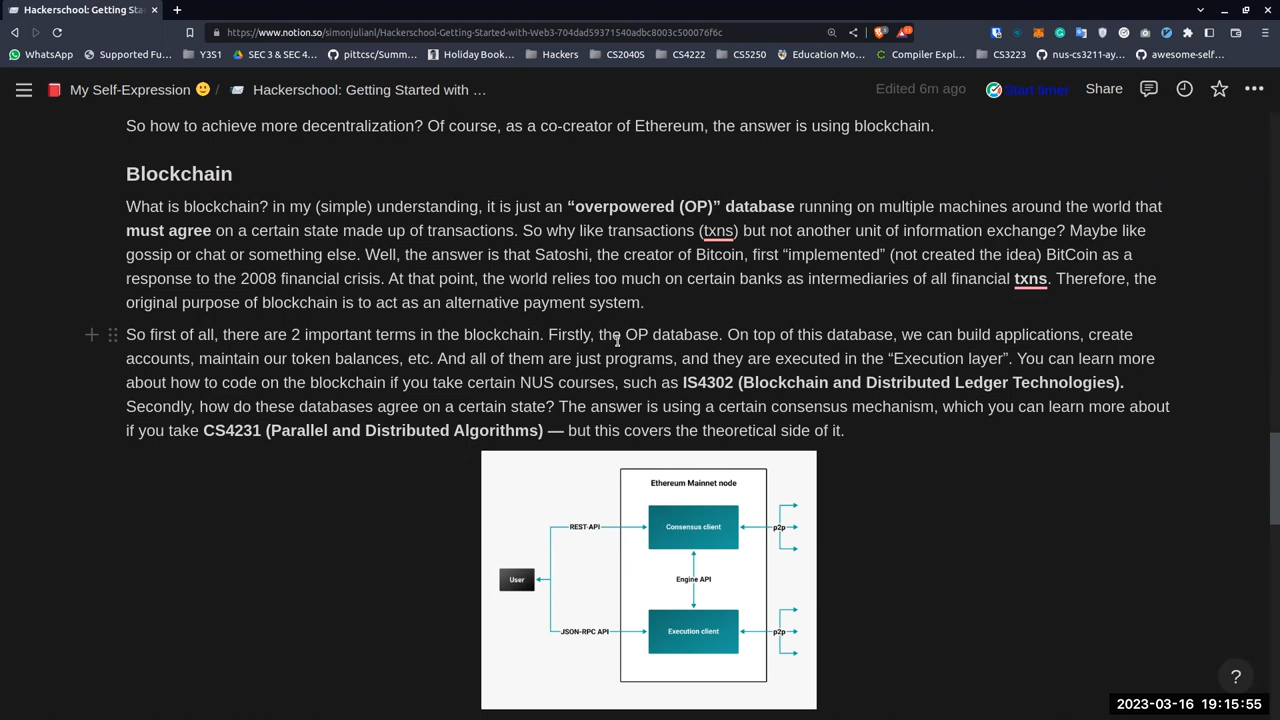 Hackerschool: Getting Star
https://www.notion.so/simonjulianl/Hackerschool-Getting-Started-with-Web3-704dad59371540adbc8003c500076f6c
WhatsApp
Supported Fu...
Y3S1
SEC 3 & SEC 4...
JT
Holiday Book...
Hackers
CS2040S
CS4222
CS5250
Education Mo...
Compiler Expl...
CS3223
nus-cs3211-ay...
awesome-self...
pittcsc/Summ...
My Self-Expression / Hackerschool: Getting Started with …
Edited 6m ago
Start timer
Share
So how to achieve more decentralization? Of course, as a co-creator of Ethereum, the answer is using blockchain.
Blockchain
What is blockchain? in my (simple) understanding, it is just an “overpowered (OP)” database running on multiple machines around the world that
must agree on a certain state made up of transactions. So why like transactions (txns) but not another unit of information exchange? Maybe like
gossip or chat or something else. Well, the answer is that Satoshi, the creator of Bitcoin, first “implemented” (not created the idea) BitCoin as a
response to the 2008 financial crisis. At that point, the world relies too much on certain banks as intermediaries of all financial txns. Therefore, the
original purpose of blockchain is to act as an alternative payment system.
So first of all, there are 2 important terms in the blockchain. Firstly, the OP database. On top of this database, we can build applications, create
accounts, maintain our token balances, etc. And all of them are just programs, and they are executed in the “Execution layer”. You can learn more
about how to code on the blockchain if you take certain NUS courses, such as IS4302 (Blockchain and Distributed Ledger Technologies).
Secondly, how do these databases agree on a certain state? The answer is using a certain consensus mechanism, which you can learn more about
if you take CS4231 (Parallel and Distributed Algorithms) — but this covers the theoretical side of it.
Ethereum Mainnet node
REST API
Consensus client
p2p
User
Engine API
JSON-RPC API
Execution client
p2p
?
2023-03-16 19:15:55